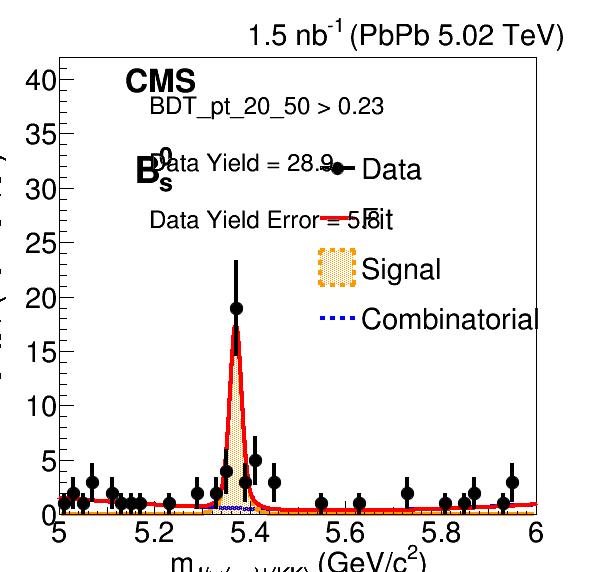 1.5 nb⁻¹ (PbPb 5.02 TeV)
CMS
BDT_pt_20_50 > 0.23
B⁰ₛ
Data Yield = 28.9
Data Yield Error = 5.8
Data
Fit
Signal
Combinatorial
40
35
30
25
20
15
10
5
0
5 5.2 5.4 5.6 5.8 6
m (GeV/c²)